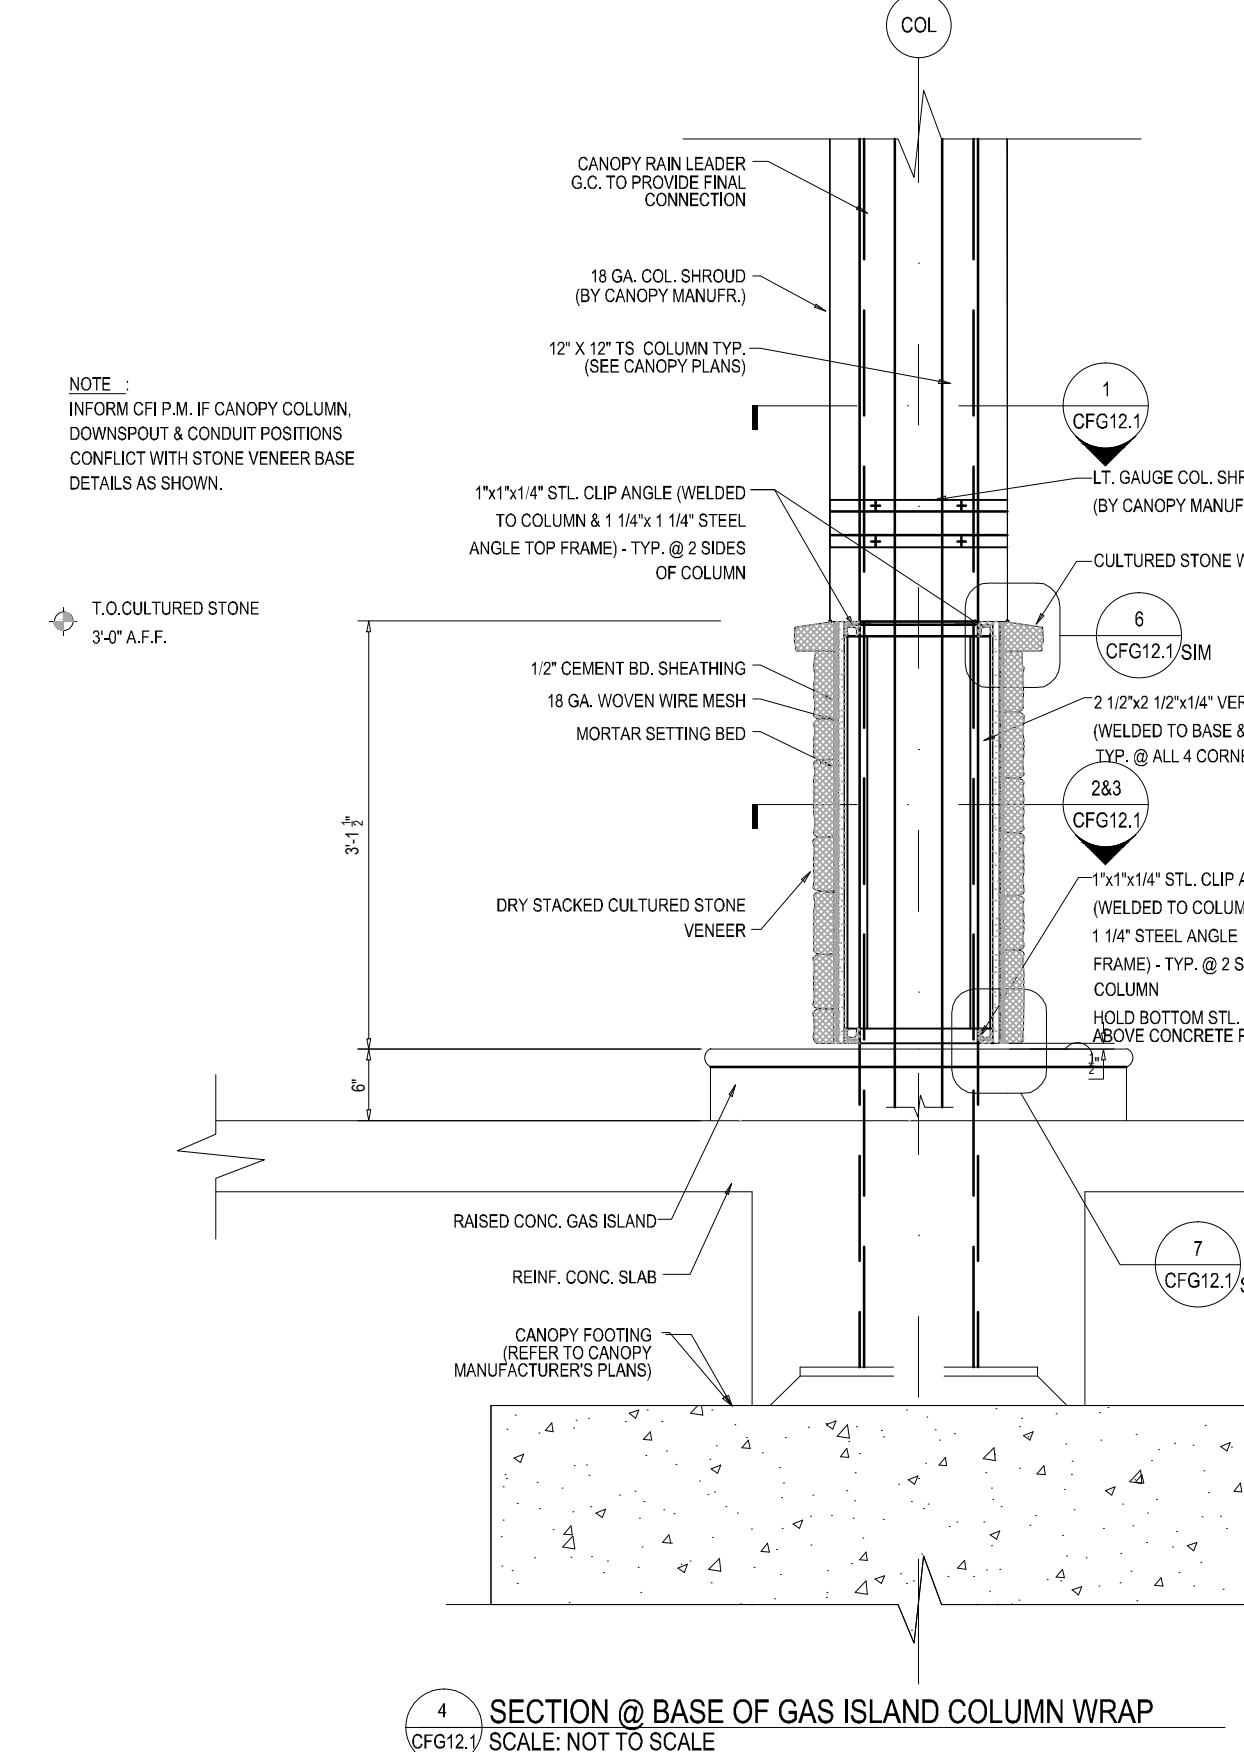 COL
CANOPY RAIN LEADER
G.C. TO PROVIDE FINAL
CONNECTION
18 GA. COL. SHROUD
(BY CANOPY MANUFR.)
12" X 12" TS COLUMN TYP.
(SEE CANOPY PLANS)
NOTE :
INFORM CFI P.M. IF CANOPY COLUMN,
DOWNSPOUT & CONDUIT POSITIONS
CONFLICT WITH STONE VENEER BASE
DETAILS AS SHOWN.
1
CFG12.1
1"x1"x1/4" STL. CLIP ANGLE (WELDED
TO COLUMN & 1 1/4"x 1 1/4" STEEL
ANGLE TOP FRAME) - TYP. @ 2 SIDES
OF COLUMN
LT. GAUGE COL. SHR
(BY CANOPY MANUF
CULTURED STONE W
T.O.CULTURED STONE
3'-0" A.F.F.
6
CFG12.1 SIM
1/2" CEMENT BD. SHEATHING
18 GA. WOVEN WIRE MESH
MORTAR SETTING BED
2 1/2"x2 1/2"x1/4" VER
(WELDED TO BASE &
TYP. @ ALL 4 CORNE
2&3
CFG12.1
3'-1 1/2"
DRY STACKED CULTURED STONE
VENEER
1"x1"x1/4" STL. CLIP A
(WELDED TO COLUM
1 1/4" STEEL ANGLE
FRAME) - TYP. @ 2 S
COLUMN
HOLD BOTTOM STL.
ABOVE CONCRETE F
1/2"
6"
RAISED CONC. GAS ISLAND
REINF. CONC. SLAB
7
CFG12.1
CANOPY FOOTING
(REFER TO CANOPY
MANUFACTURER'S PLANS)
4
CFG12.1
SECTION @ BASE OF GAS ISLAND COLUMN WRAP
SCALE: NOT TO SCALE